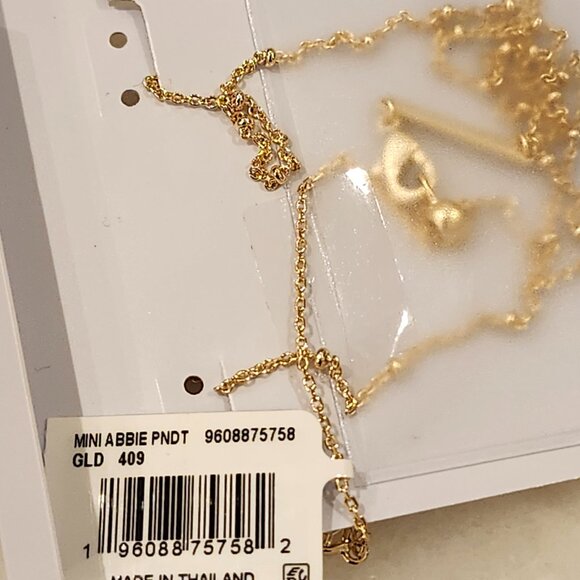 MINI ABBIE PNDT 9608875758
GLD 409
1 96088 75758 2
MADE IN THAILAND